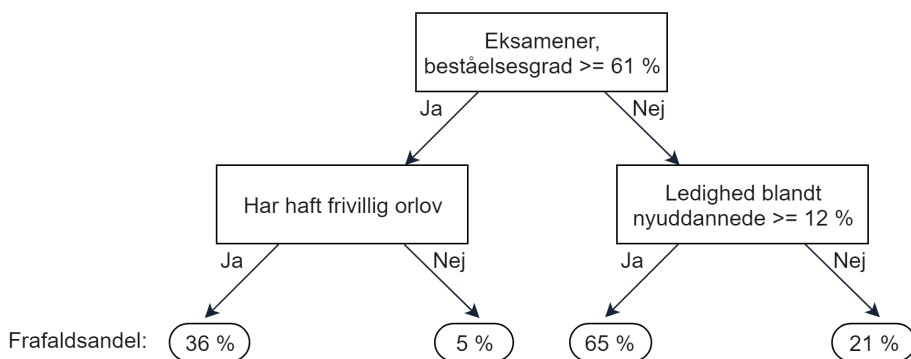 Eksamener,
beståelsesgrad >= 61 %
Ja
Nej
Har haft frivillig orlov
Ledighed blandt
nyuddannede >= 12 %
Ja
Nej
Ja
Nej
Frafaldsandel:
36 %
5 %
65 %
21 %